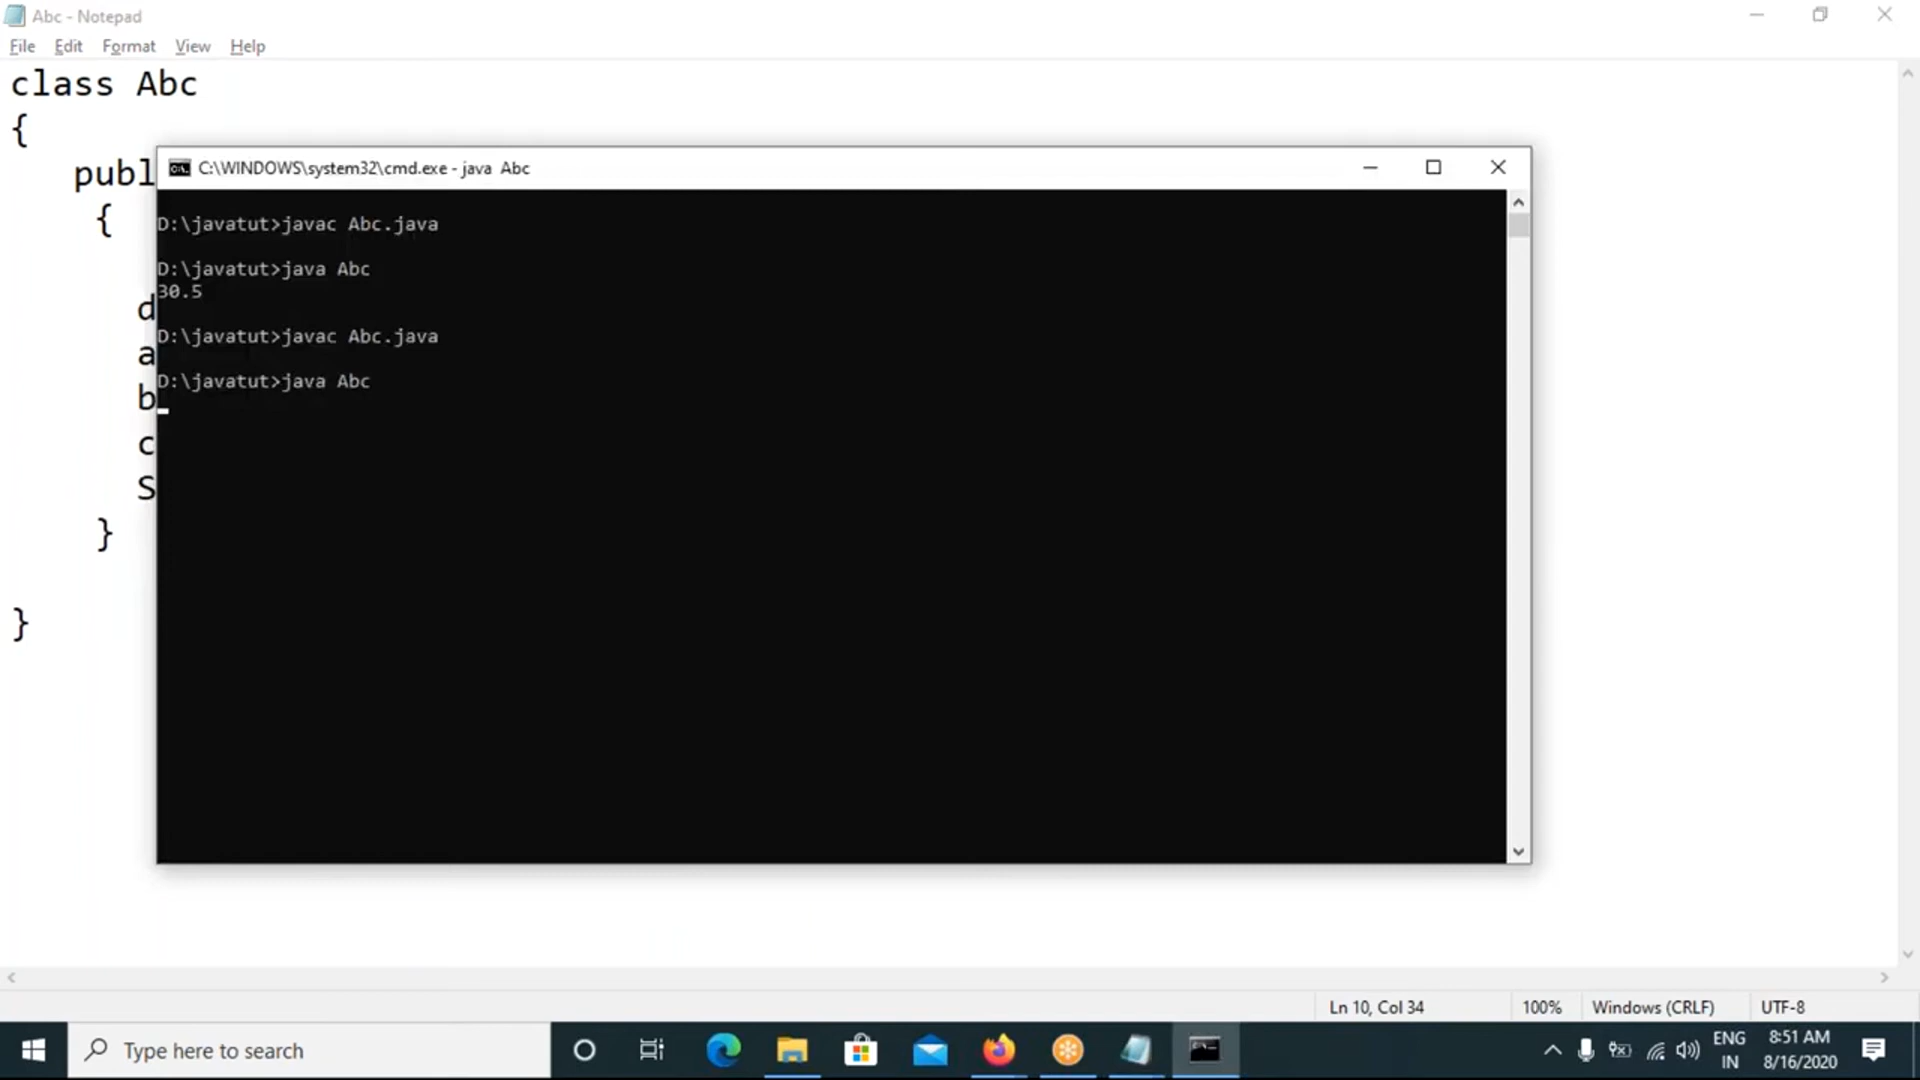 Abc - Notepad
File Edit Format View Help
class Abc
{
publ
{
d
a
b
c
S
}
}
C:\WINDOWS\system32\cmd.exe - java  Abc
D:\javatut>javac Abc.java
D:\javatut>java Abc
30.5
D:\javatut>javac Abc.java
D:\javatut>java Abc
Ln 10, Col 34
100%
Windows (CRLF)
UTF-8
Type here to search
ENG
IN
8:51 AM
8/16/2020